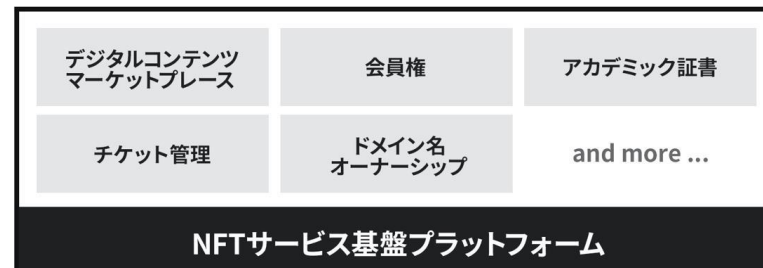 デジタルコンテンツ
マーケットプレース
会員権
アカデミック証書
チケット管理
ドメイン名
オーナーシップ
and more ...
NFTサービス基盤プラットフォーム